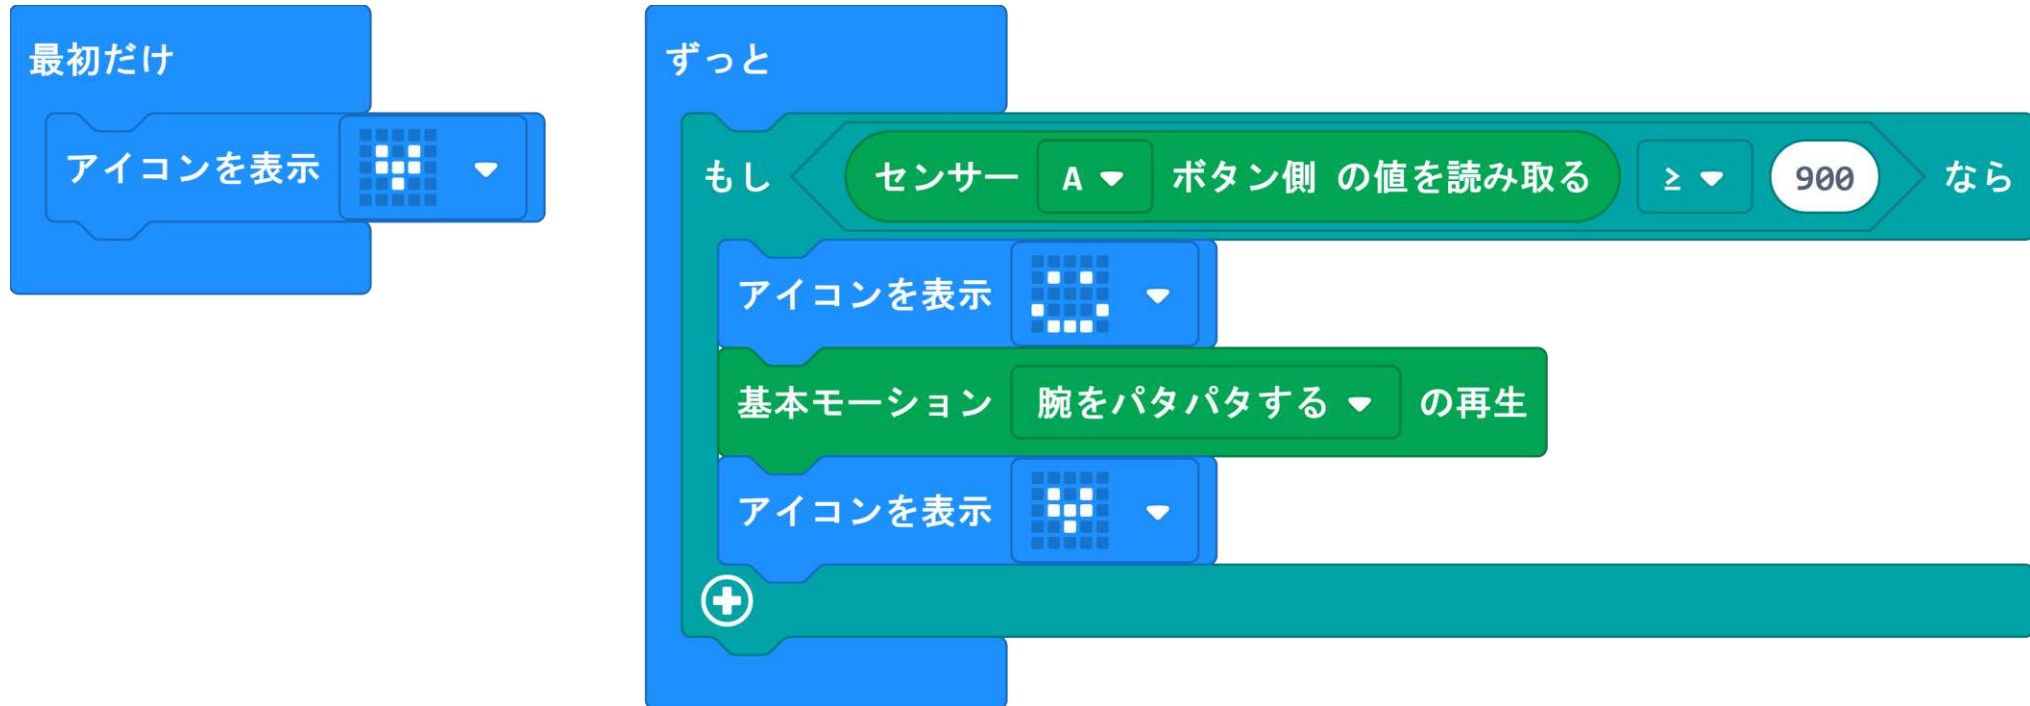 最初だけ
アイコンを表示
ずっと
もし センサー A ボタン側 の値を読み取る ≥ 900 なら
アイコンを表示
基本モーション 腕をパタパタする の再生
アイコンを表示